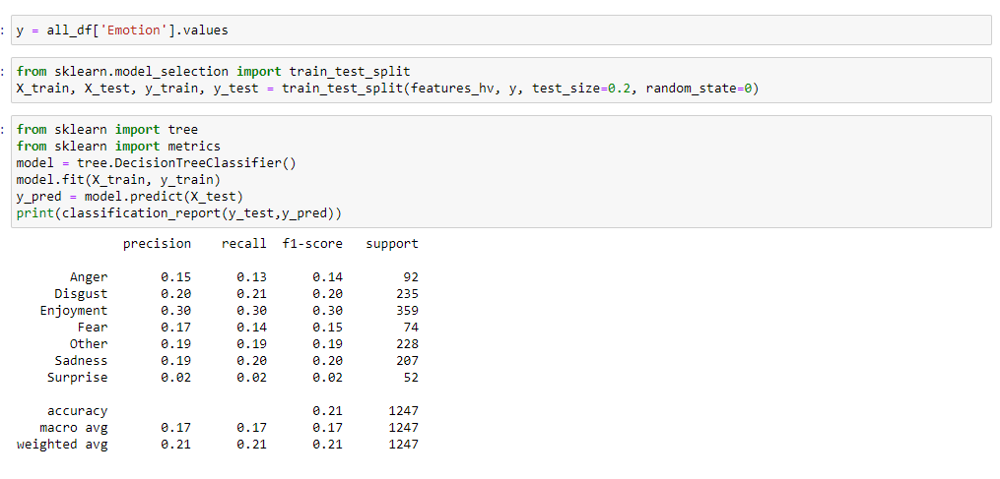 : y = all_df['Emotion'].values
: from sklearn.model_selection import train_test_split
X_train, X_test, y_train, y_test = train_test_split(features_hv, y, test_size=0.2, random_state=0)
: from sklearn import tree
from sklearn import metrics
model = tree.DecisionTreeClassifier()
model.fit(X_train, y_train)
y_pred = model.predict(X_test)
print(classification_report(y_test,y_pred))
precision recall f1-score support
Anger 0.15 0.13 0.14 92
Disgust 0.20 0.21 0.20 235
Enjoyment 0.30 0.30 0.30 359
Fear 0.17 0.14 0.15 74
Other 0.19 0.19 0.19 228
Sadness 0.19 0.20 0.20 207
Surprise 0.02 0.02 0.02 52
accuracy 0.21 1247
macro avg 0.17 0.17 0.17 1247
weighted avg 0.21 0.21 0.21 1247